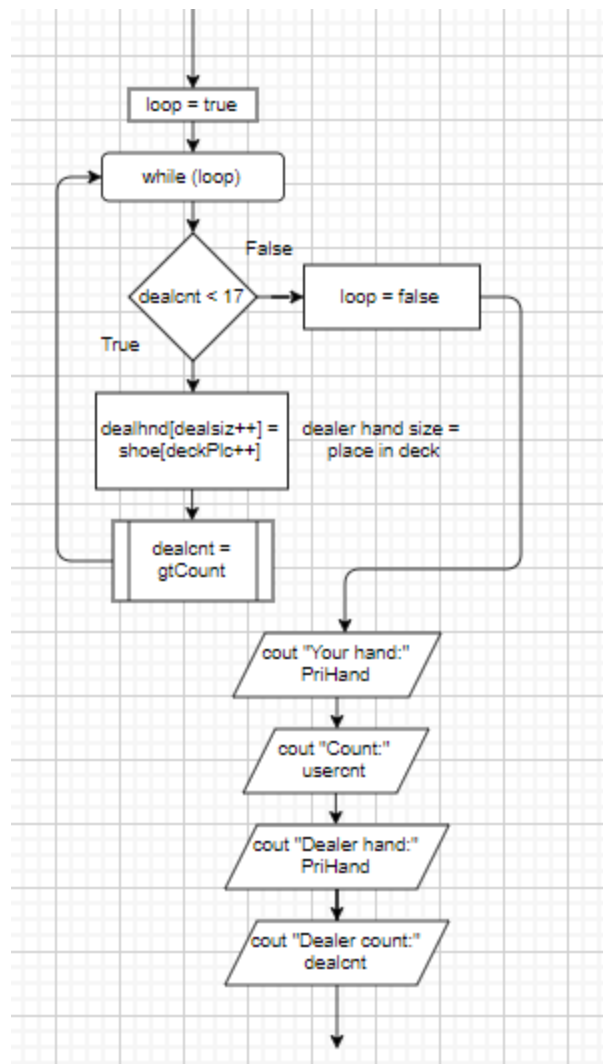 loop = true
while (loop)
False
dealcnt < 17
loop = false
True
dealhnd[dealsiz++] =
shoe[deckPlc++]
dealer hand size =
place in deck
dealcnt =
gtCount
cout "Your hand:"
PriHand
cout "Count:"
usercnt
cout "Dealer hand:"
PriHand
cout "Dealer count:"
dealcnt